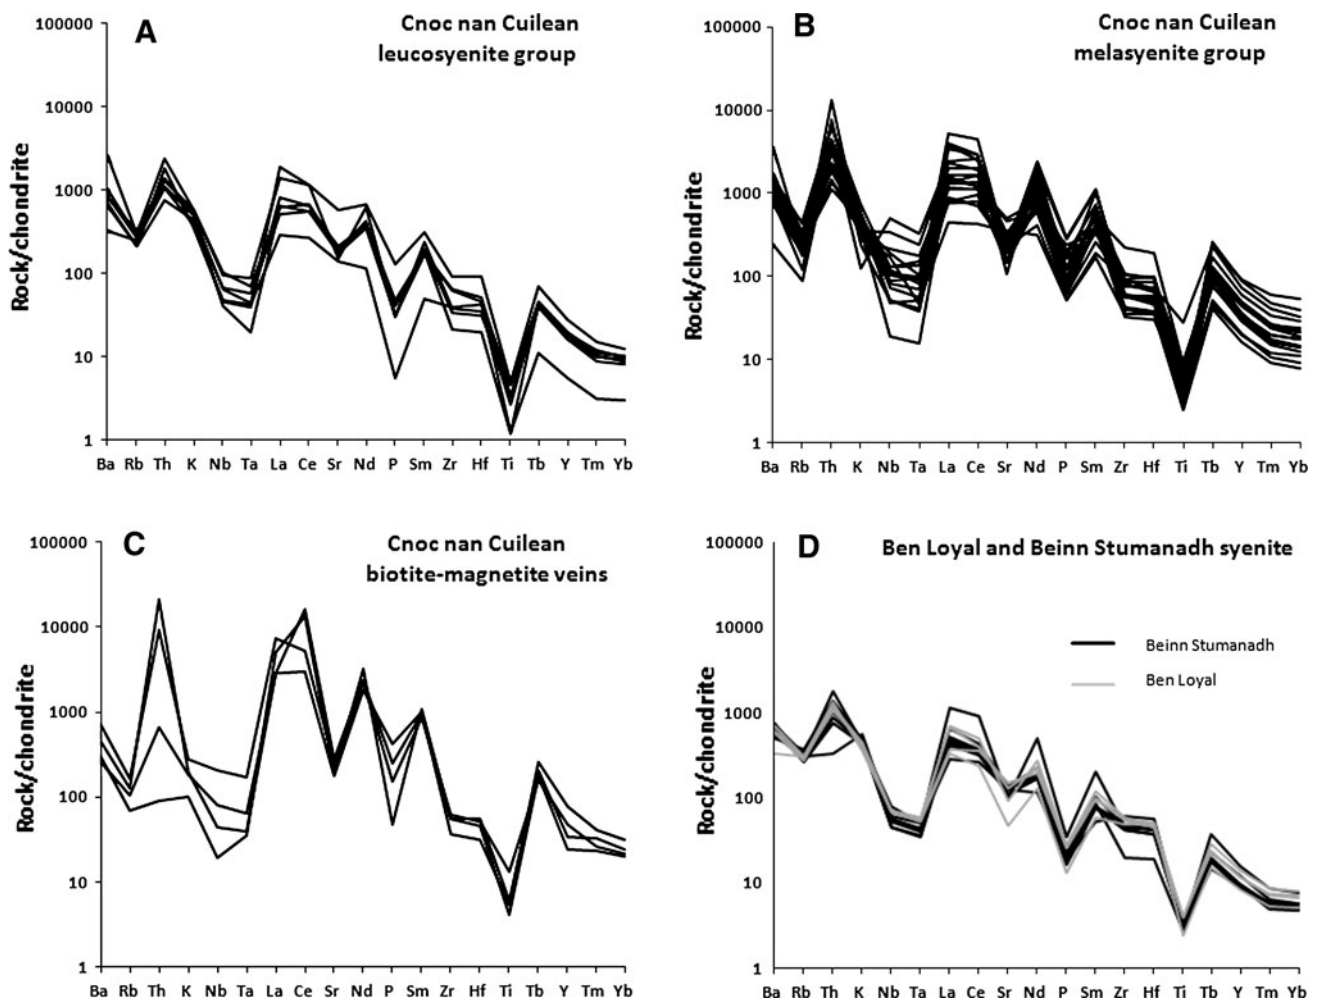 A
Cnoc nan Cuilean
leucosyenite group
Rock/chondrite
100000
10000
1000
100
10
1
Ba Rb Th K Nb Ta La Ce Sr Nd P Sm Zr Hf Ti Tb Y Tm Yb
B
Cnoc nan Cuilean
melasyenite group
Rock/chondrite
100000
10000
1000
100
10
1
Ba Rb Th K Nb Ta La Ce Sr Nd P Sm Zr Hf Ti Tb Y Tm Yb
C
Cnoc nan Cuilean
biotite-magnetite veins
Rock/chondrite
100000
10000
1000
100
10
1
Ba Rb Th K Nb Ta La Ce Sr Nd P Sm Zr Hf Ti Tb Y Tm Yb
D
Ben Loyal and Beinn Stumanadh syenite
Beinn Stumanadh
Ben Loyal
Rock/chondrite
100000
10000
1000
100
10
1
Ba Rb Th K Nb Ta La Ce Sr Nd P Sm Zr Hf Ti Tb Y Tm Yb